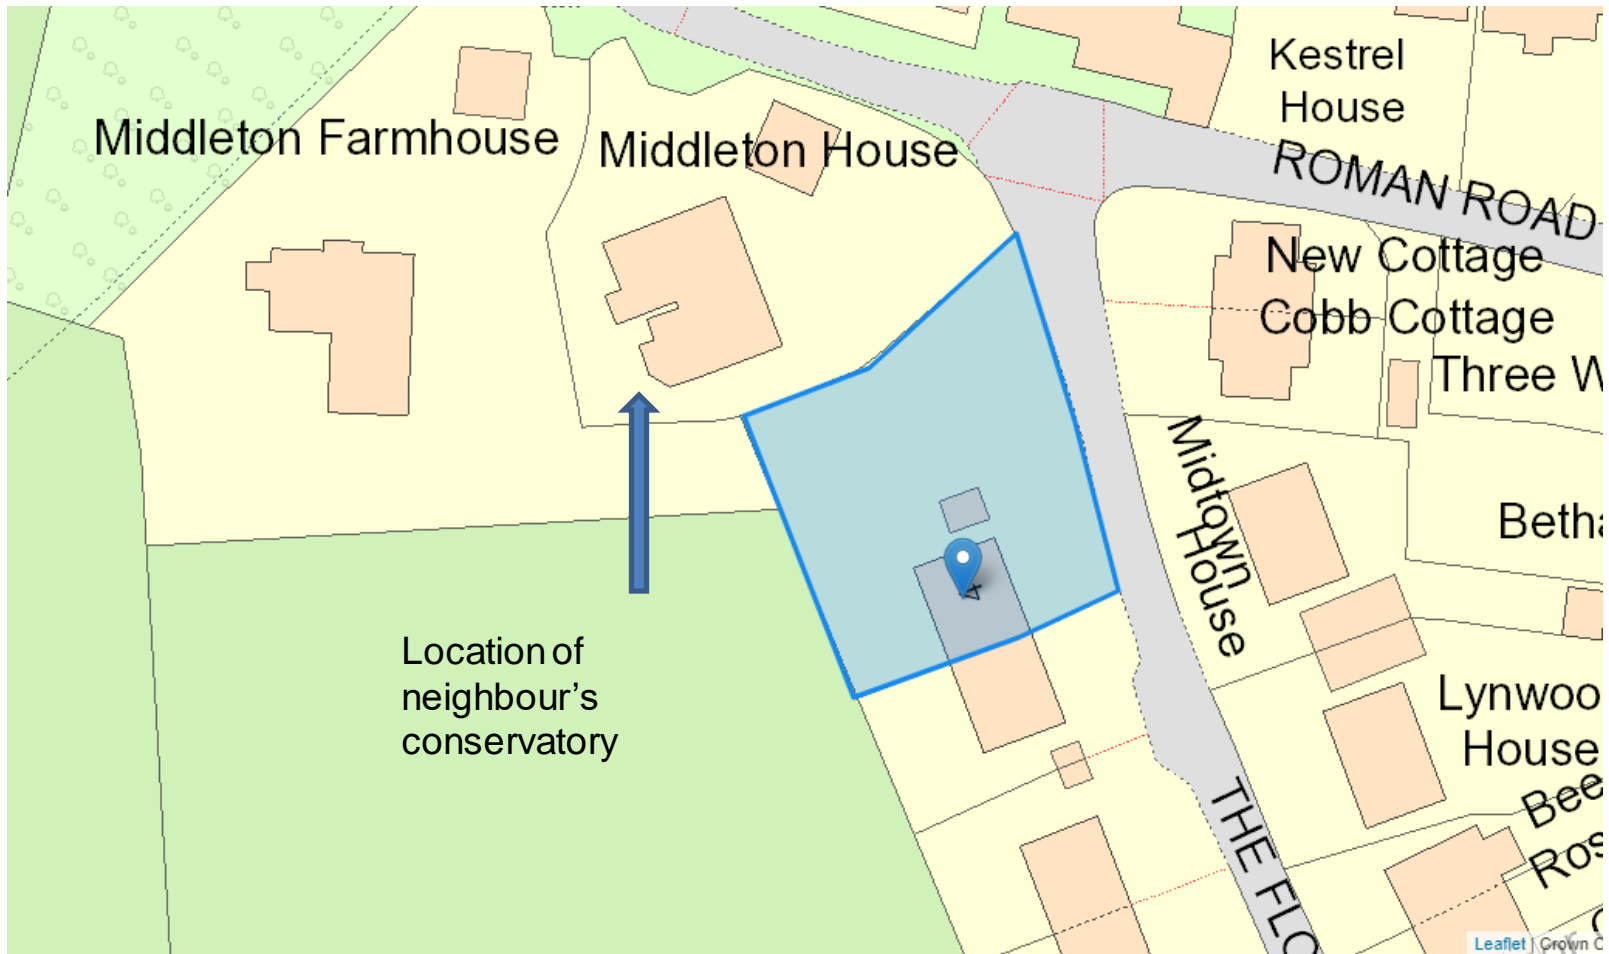 Kestrel
House
Middleton Farmhouse
Middleton House
ROMAN ROAD
New Cottage
Cobb Cottage
Three W
Midtown
House
Betha
4
Location of
neighbour's
conservatory
Lynwoo
House
Bee
Ros
THE FLO
Leaflet | Crown C